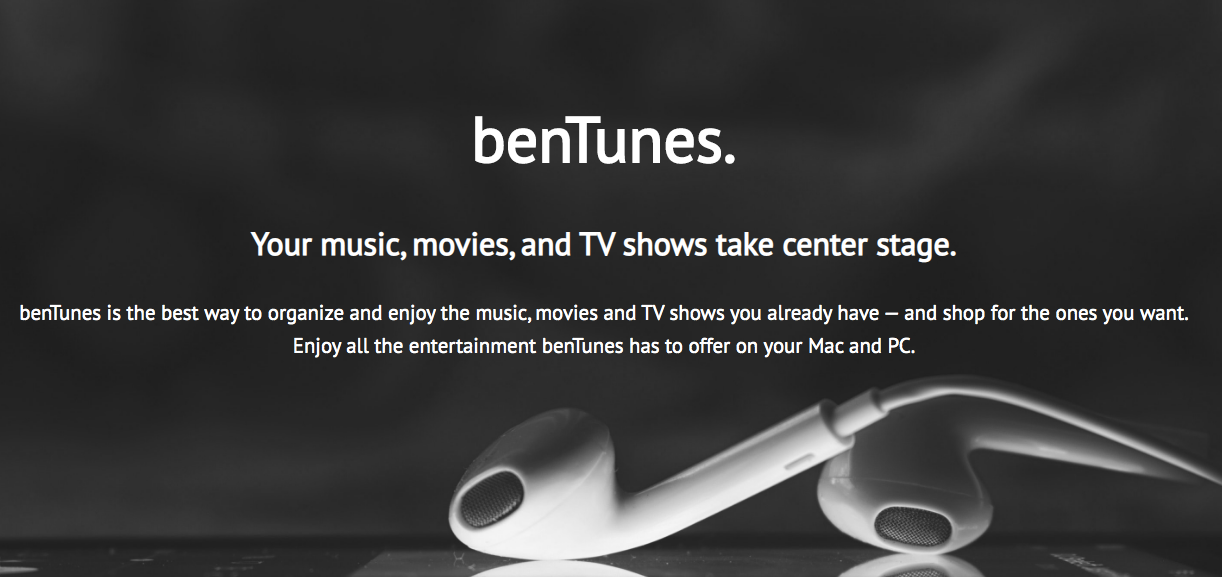 benTunes.
Your music, movies, and TV shows take center stage.
benTunes is the best way to organize and enjoy the music, movies and TV shows you already have — and shop for the ones you want.
Enjoy all the entertainment benTunes has to offer on your Mac and PC.